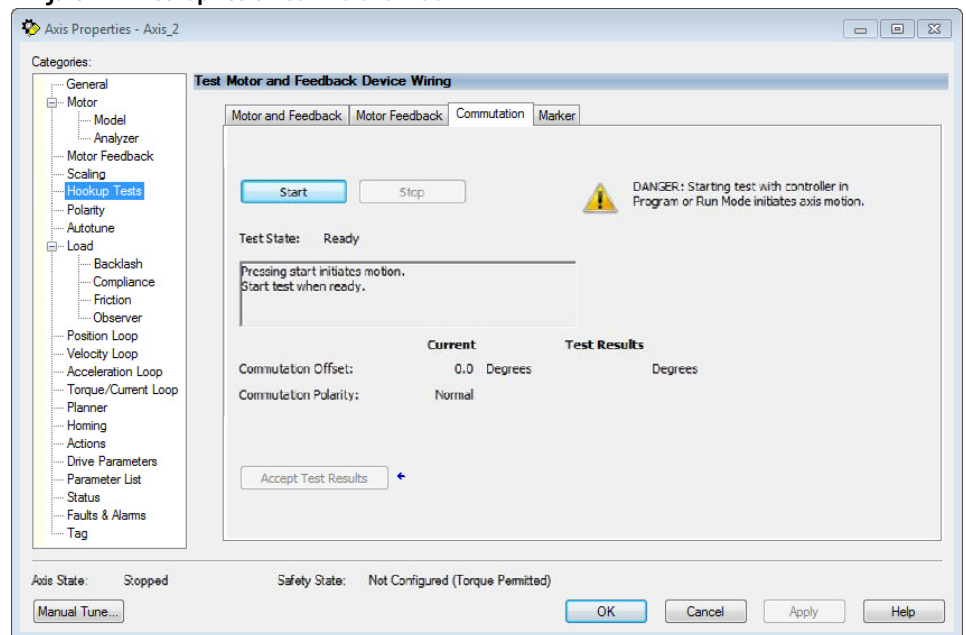 Axis Properties - Axis_2
Categories:
General
Motor
Model
Analyzer
Motor Feedback
Scaling
Hookup Tests
Polarity
Autotune
Load
Backlash
Compliance
Friction
Observer
Position Loop
Velocity Loop
Acceleration Loop
Torque/Current Loop
Planner
Homing
Actions
Drive Parameters
Parameter List
Status
Faults & Alarms
Tag
Test Motor and Feedback Device Wiring
Motor and Feedback Motor Feedback Commutation Marker
Start Stop
DANGER: Starting test with controller in
Program or Run Mode initiates axis motion.
Test State: Ready
Pressing start initiates motion.
Start test when ready.
Current Test Results
Commutation Offset: 0.0 Degrees Degrees
Commutation Polarity: Normal
Accept Test Results
Axis State: Stopped Safety State: Not Configured (Torque Permitted)
Manual Tune... OK Cancel Apply Help